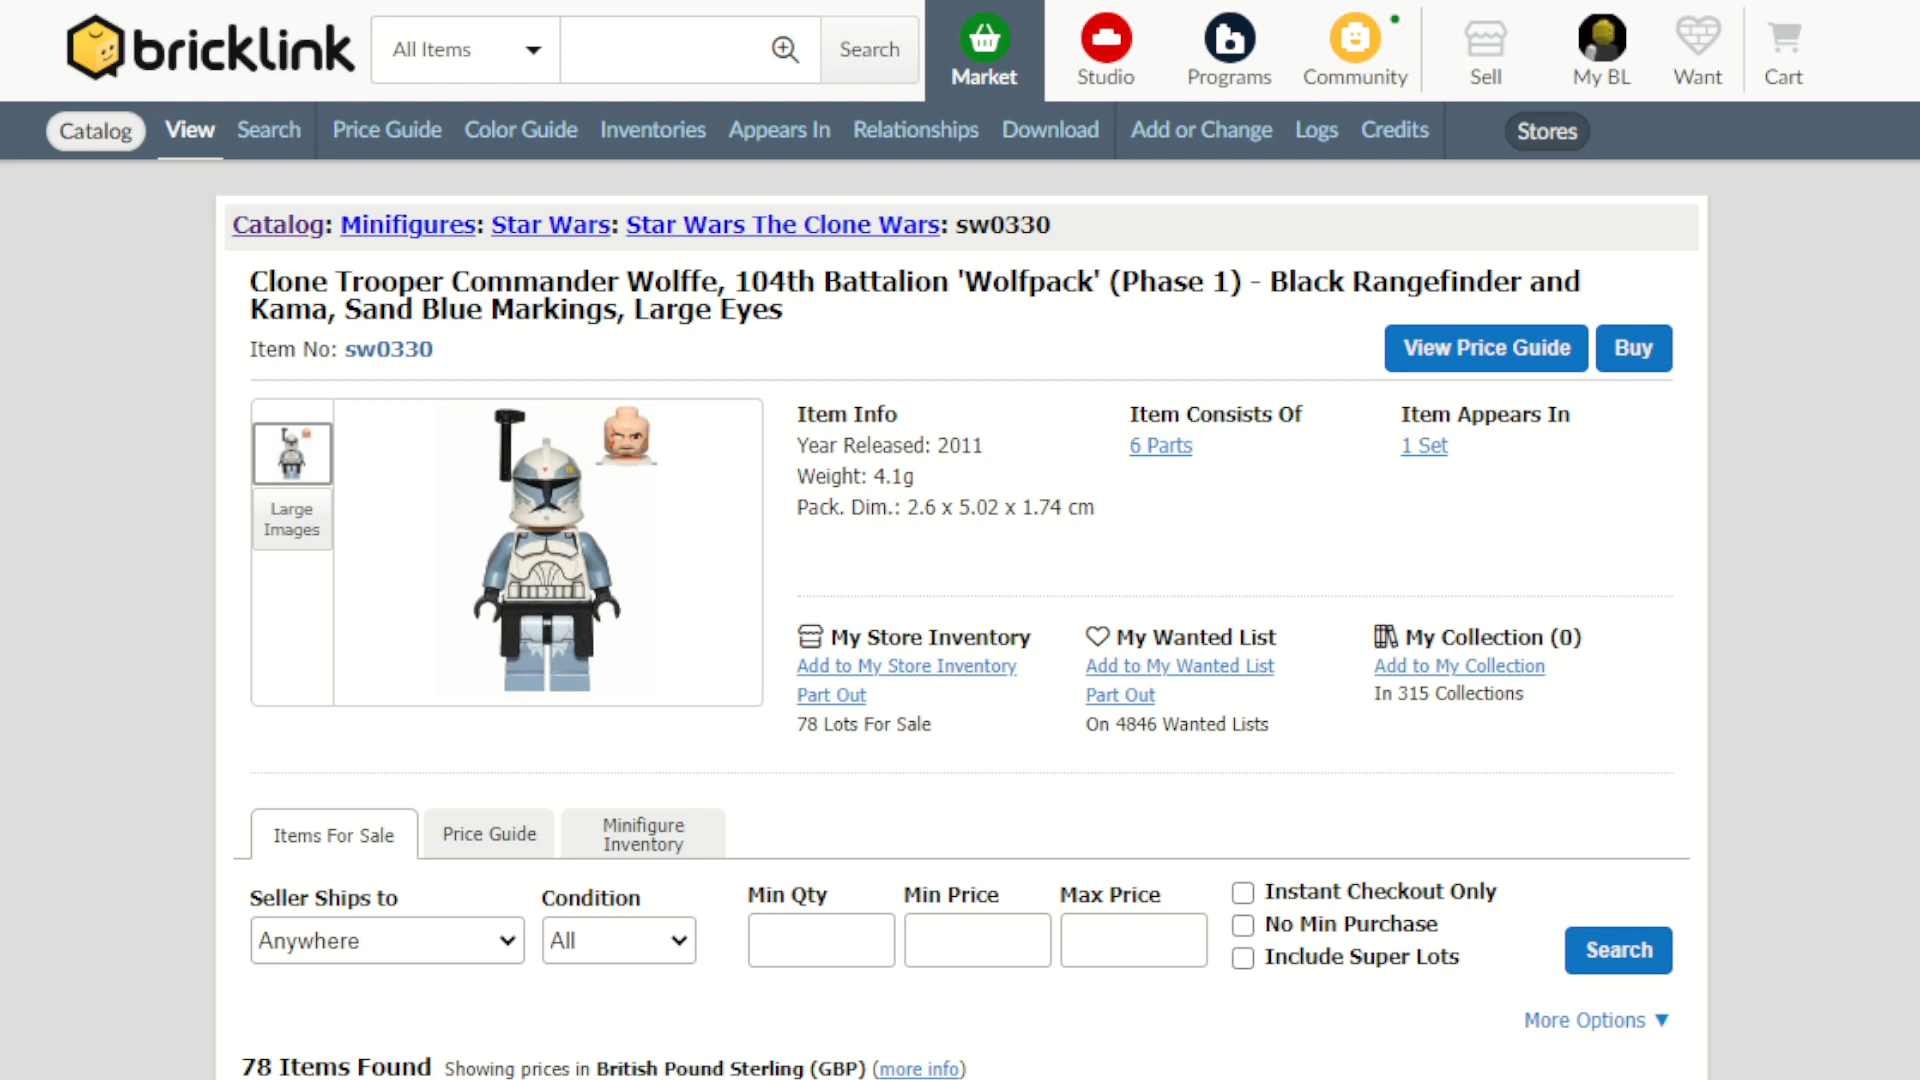 bricklink
All Items
Search
Market
Studio
Programs
Community
Sell
My BL
Want
Cart
Catalog
View
Search
Price Guide
Color Guide
Inventories
Appears In
Relationships
Download
Add or Change
Logs
Credits
Stores
Catalog: Minifigures: Star Wars: Star Wars The Clone Wars: sw0330
Clone Trooper Commander Wolffe, 104th Battalion 'Wolfpack' (Phase 1) - Black Rangefinder and
Kama, Sand Blue Markings, Large Eyes
Item No: sw0330
View Price Guide
Buy
Large
Images
Item Info
Year Released: 2011
Weight: 4.1g
Pack. Dim.: 2.6 x 5.02 x 1.74 cm
Item Consists Of
6 Parts
Item Appears In
1 Set
My Store Inventory
Add to My Store Inventory
Part Out
78 Lots For Sale
My Wanted List
Add to My Wanted List
Part Out
On 4846 Wanted Lists
My Collection (0)
Add to My Collection
In 315 Collections
Items For Sale
Price Guide
Minifigure
Inventory
Seller Ships to
Anywhere
Condition
All
Min Qty
Min Price
Max Price
Instant Checkout Only
No Min Purchase
Include Super Lots
Search
More Options ▼
78 Items Found Showing prices in British Pound Sterling (GBP) (more info)